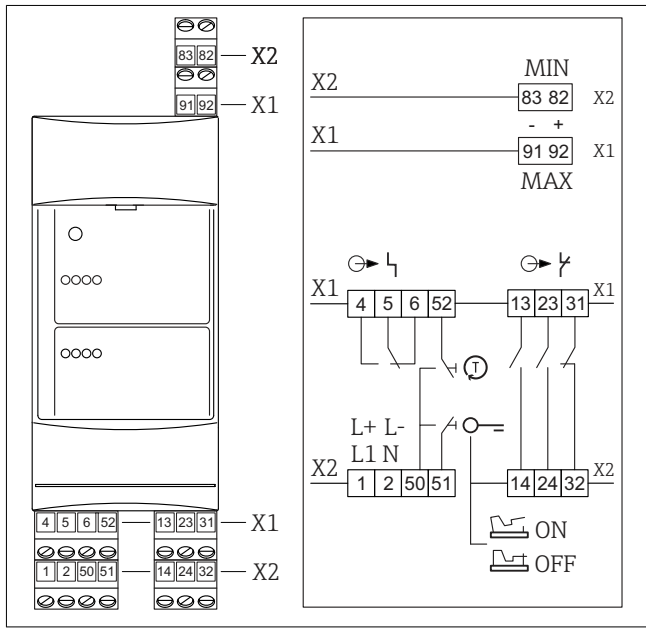 83 82 X2
91 92 X1
4 5 6 52 13 23 31 X1
1 2 50 51 14 24 32 X2
MIN
X2 83 82 X2
- +
X1 91 92 X1
MAX
X1 4 5 6 52 13 23 31 X1
T
L+ L-
L1 N
X2 1 2 50 51 14 24 32 X2
ON
OFF